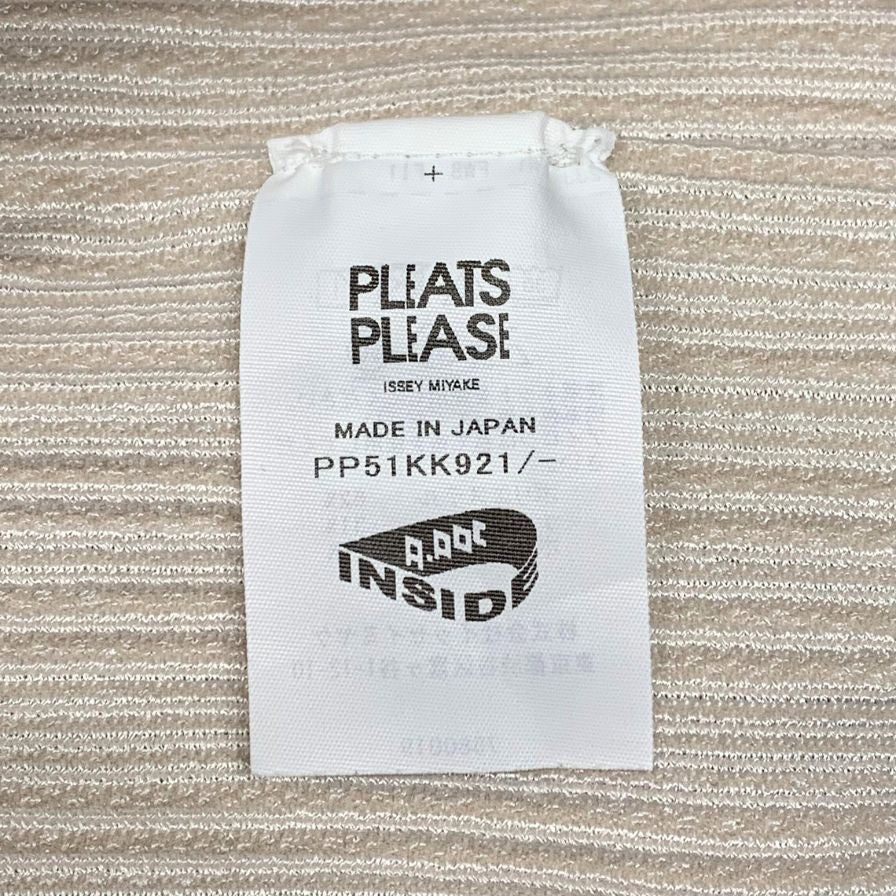 +
PLEATS
PLEASE
ISSEY MIYAKE
MADE IN JAPAN
PP51KK921/-
A-POC
INSIDE